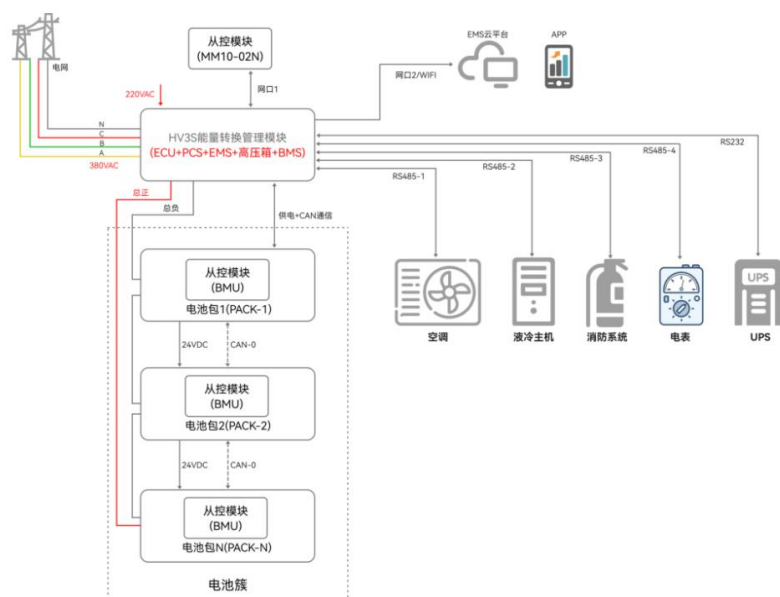 电网
从控模块
(MM10-02N)
EMS云平台
APP
网口1
网口2/WIFI
220VAC
HV3S能量转换管理模块
(ECU+PCS+EMS+高压箱+BMS)
N
C
B
A
380VAC
RS232
RS485-4
RS485-3
RS485-2
RS485-1
总正
总负
供电+CAN通信
从控模块
(BMU)
电池包1(PACK-1)
UPS
空调
液冷主机
消防系统
电表
UPS
24VDC
CAN-0
从控模块
(BMU)
电池包2(PACK-2)
24VDC
CAN-0
从控模块
(BMU)
电池包N(PACK-N)
电池簇